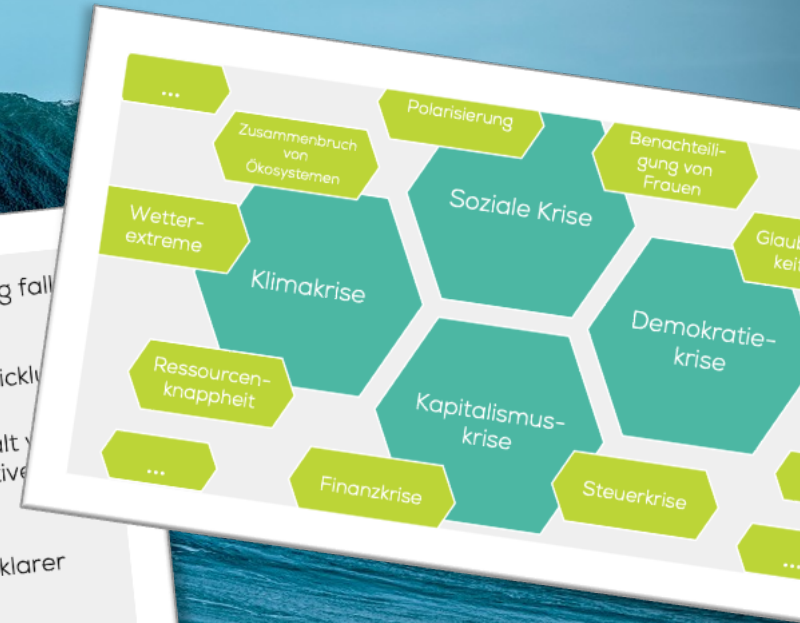 ...
Polarisierung
Zusammenbruch
von
Ökosystemen
Benachteili-
gung von
Frauen
Wetter-
extreme
Soziale Krise
Klimakrise
Demokratie-
krise
Ressourcen-
knappheit
Kapitalismus-
krise
...
Finanzkrise
Steuerkrise
...
klarer